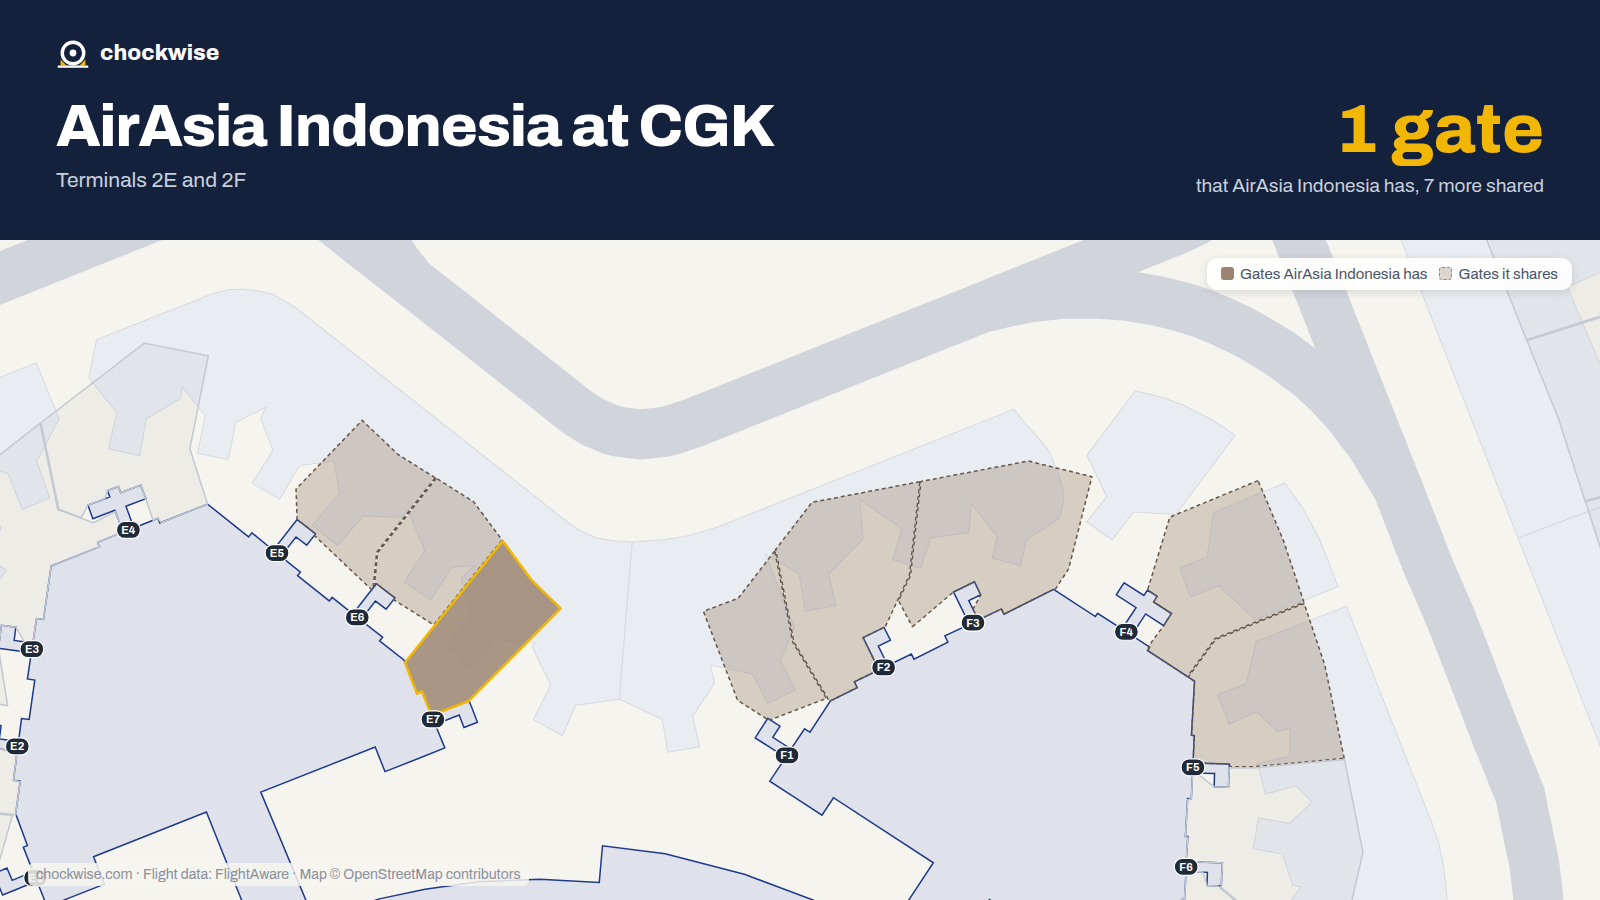 chockwise
AirAsia Indonesia at CGK
Terminals 2E and 2F
1 gate
that AirAsia Indonesia has, 7 more shared
Gates AirAsia Indonesia has
Gates it shares
E4
E5
E6
E3
E7
E2
F1
F2
F3
F4
F5
F6
chockwise.com · Flight data: FlightAware · Map © OpenStreetMap contributors